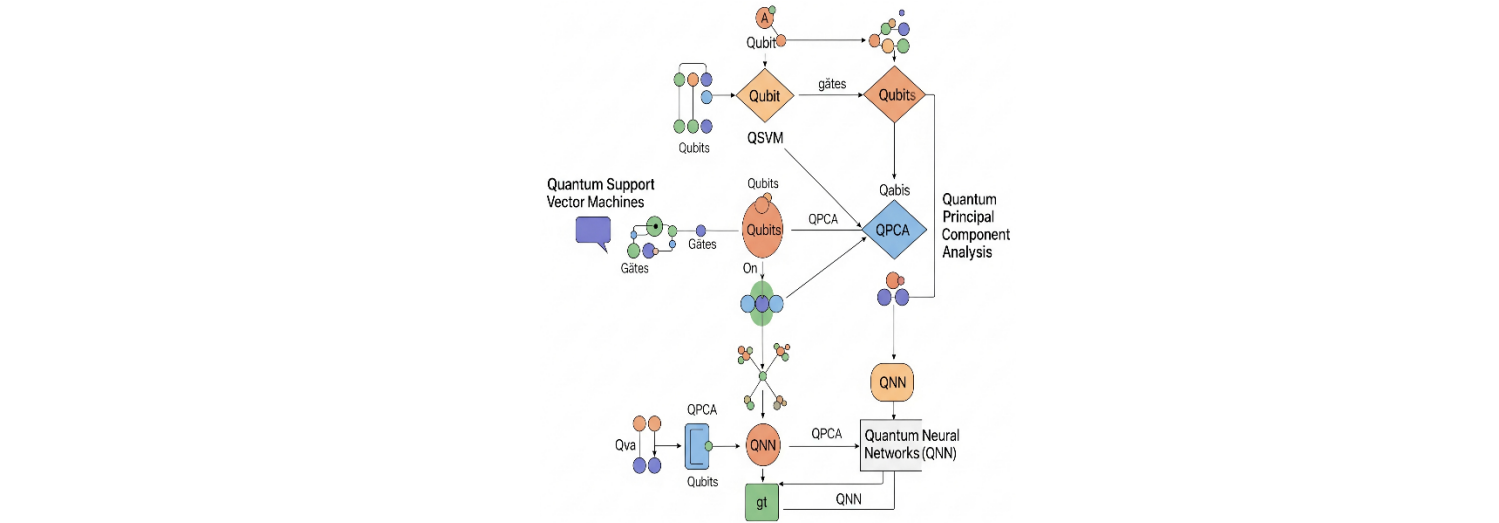 A
Qubit
Qubit
gätes
Qubits
Qubits
QSVM
Quantum Support
Vector Machines
Qubits
Qabis
Quantum
Principal
Component
Analysis
Qubits
QPCA
QPCA
Gätes
Gätes
On
QNN
QPCA
Qva
QNN
QPCA
Quantum Neural
Networks (QNN)
Qubits
gt
QNN